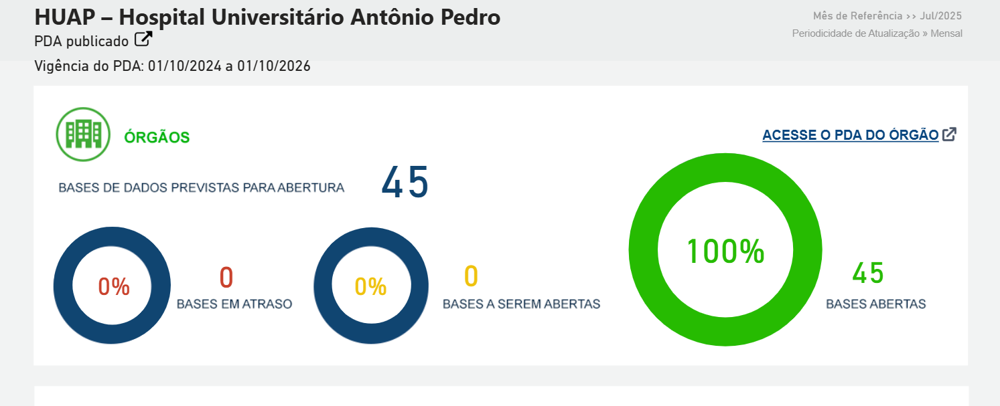 HUAP – Hospital Universitário Antônio Pedro
Mês de Referência >> Jul/2025
PDA publicado
Periodicidade de Atualização » Mensal
Vigência do PDA: 01/10/2024 a 01/10/2026
ÓRGÃOS
ACESSE O PDA DO ÓRGÃO
BASES DE DADOS PREVISTAS PARA ABERTURA
45
0%
0
BASES EM ATRASO
0%
0
BASES A SEREM ABERTAS
100%
45
BASES ABERTAS